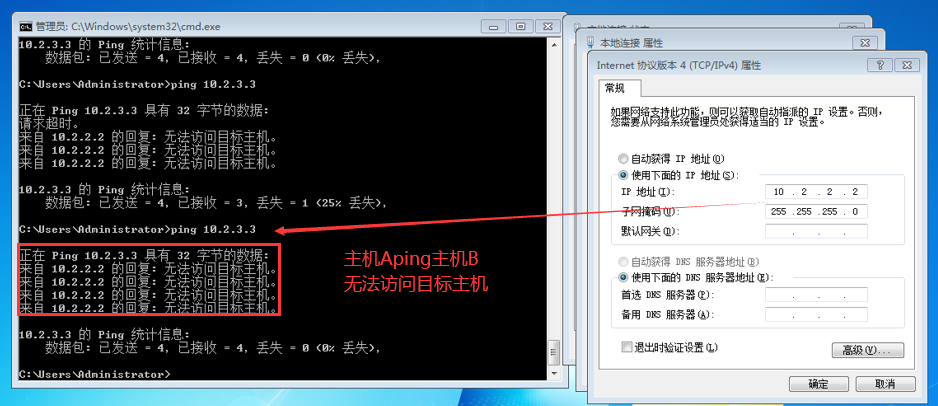 管理员: C:\Windows\system32\cmd.exe
10.2.3.3 的 Ping 统计信息:
数据包: 已发送 = 4，已接收 = 4，丢失 = 0 (0% 丢失)，
C:\Users\Administrator>ping 10.2.3.3
正在 Ping 10.2.3.3 具有 32 字节的数据:
请求超时。
来自 10.2.2.2 的回复: 无法访问目标主机。
来自 10.2.2.2 的回复: 无法访问目标主机。
来自 10.2.2.2 的回复: 无法访问目标主机。
10.2.3.3 的 Ping 统计信息:
数据包: 已发送 = 4，已接收 = 3，丢失 = 1 (25% 丢失)，
C:\Users\Administrator>ping 10.2.3.3
正在 Ping 10.2.3.3 具有 32 字节的数据:
来自 10.2.2.2 的回复: 无法访问目标主机。
来自 10.2.2.2 的回复: 无法访问目标主机。
来自 10.2.2.2 的回复: 无法访问目标主机。
来自 10.2.2.2 的回复: 无法访问目标主机。
10.2.3.3 的 Ping 统计信息:
数据包: 已发送 = 4，已接收 = 4，丢失 = 0 (0% 丢失)，
C:\Users\Administrator>
主机Aping主机B
无法访问目标主机
本地连接 属性
Internet 协议版本 4 (TCP/IPv4) 属性
常规
如果网络支持此功能，则可以获取自动指派的 IP 设置。否则，
您需要从网络系统管理员处获得适当的 IP 设置。
自动获得 IP 地址(O)
使用下面的 IP 地址(S):
IP 地址(I): 10 . 2 . 2 . 2
子网掩码(U): 255 .255 .255 . 0
默认网关(D): . . .
自动获得 DNS 服务器地址(B)
使用下面的 DNS 服务器地址(E):
首选 DNS 服务器(P): . . .
备用 DNS 服务器(A): . . .
退出时验证设置(L)
高级(V)...
确定
取消